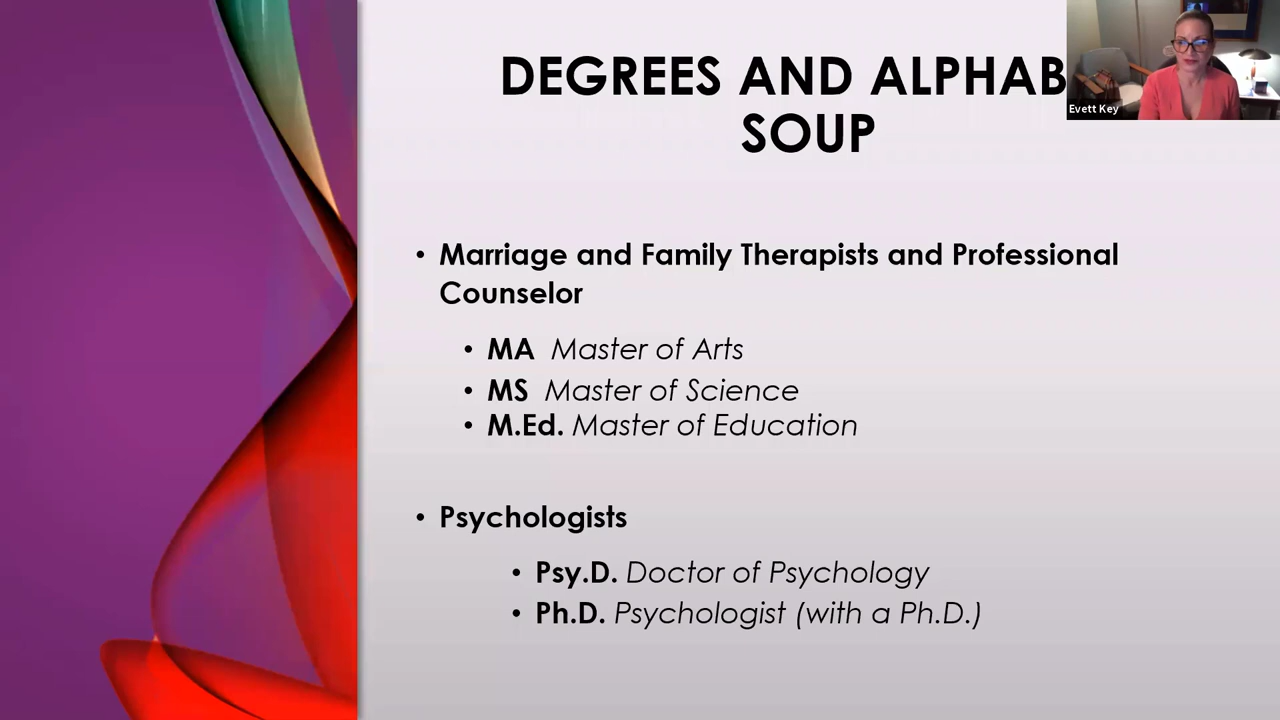 DEGREES AND ALPHAB
SOUP
Evett Key
• Marriage and Family Therapists and Professional
Counselor
• MA Master of Arts
• MS Master of Science
• M.Ed. Master of Education
• Psychologists
• Psy.D. Doctor of Psychology
• Ph.D. Psychologist (with a Ph.D.)